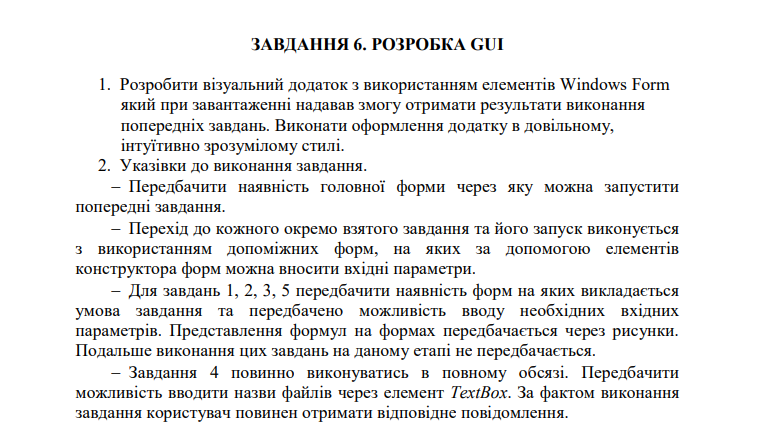 ЗАВДАННЯ 6. РОЗРОБКА GUI
1. Розробити візуальний додаток з використанням елементів Windows Form
який при завантаженні надавав змогу отримати результати виконання
попередніх завдань. Виконати оформлення додатку в довільному,
інтуїтивно зрозумілому стилі.
2. Указівки до виконання завдання.
– Передбачити наявність головної форми через яку можна запустити
попередні завдання.
– Перехід до кожного окремо взятого завдання та його запуск виконується
з використанням допоміжних форм, на яких за допомогою елементів
конструктора форм можна вносити вхідні параметри.
– Для завдань 1, 2, 3, 5 передбачити наявність форм на яких викладається
умова завдання та передбачено можливість вводу необхідних вхідних
параметрів. Представлення формул на формах передбачається через рисунки.
Подальше виконання цих завдань на даному етапі не передбачається.
– Завдання 4 повинно виконуватись в повному обсязі. Передбачити
можливість вводити назви файлів через елемент TextBox. За фактом виконання
завдання користувач повинен отримати відповідне повідомлення.